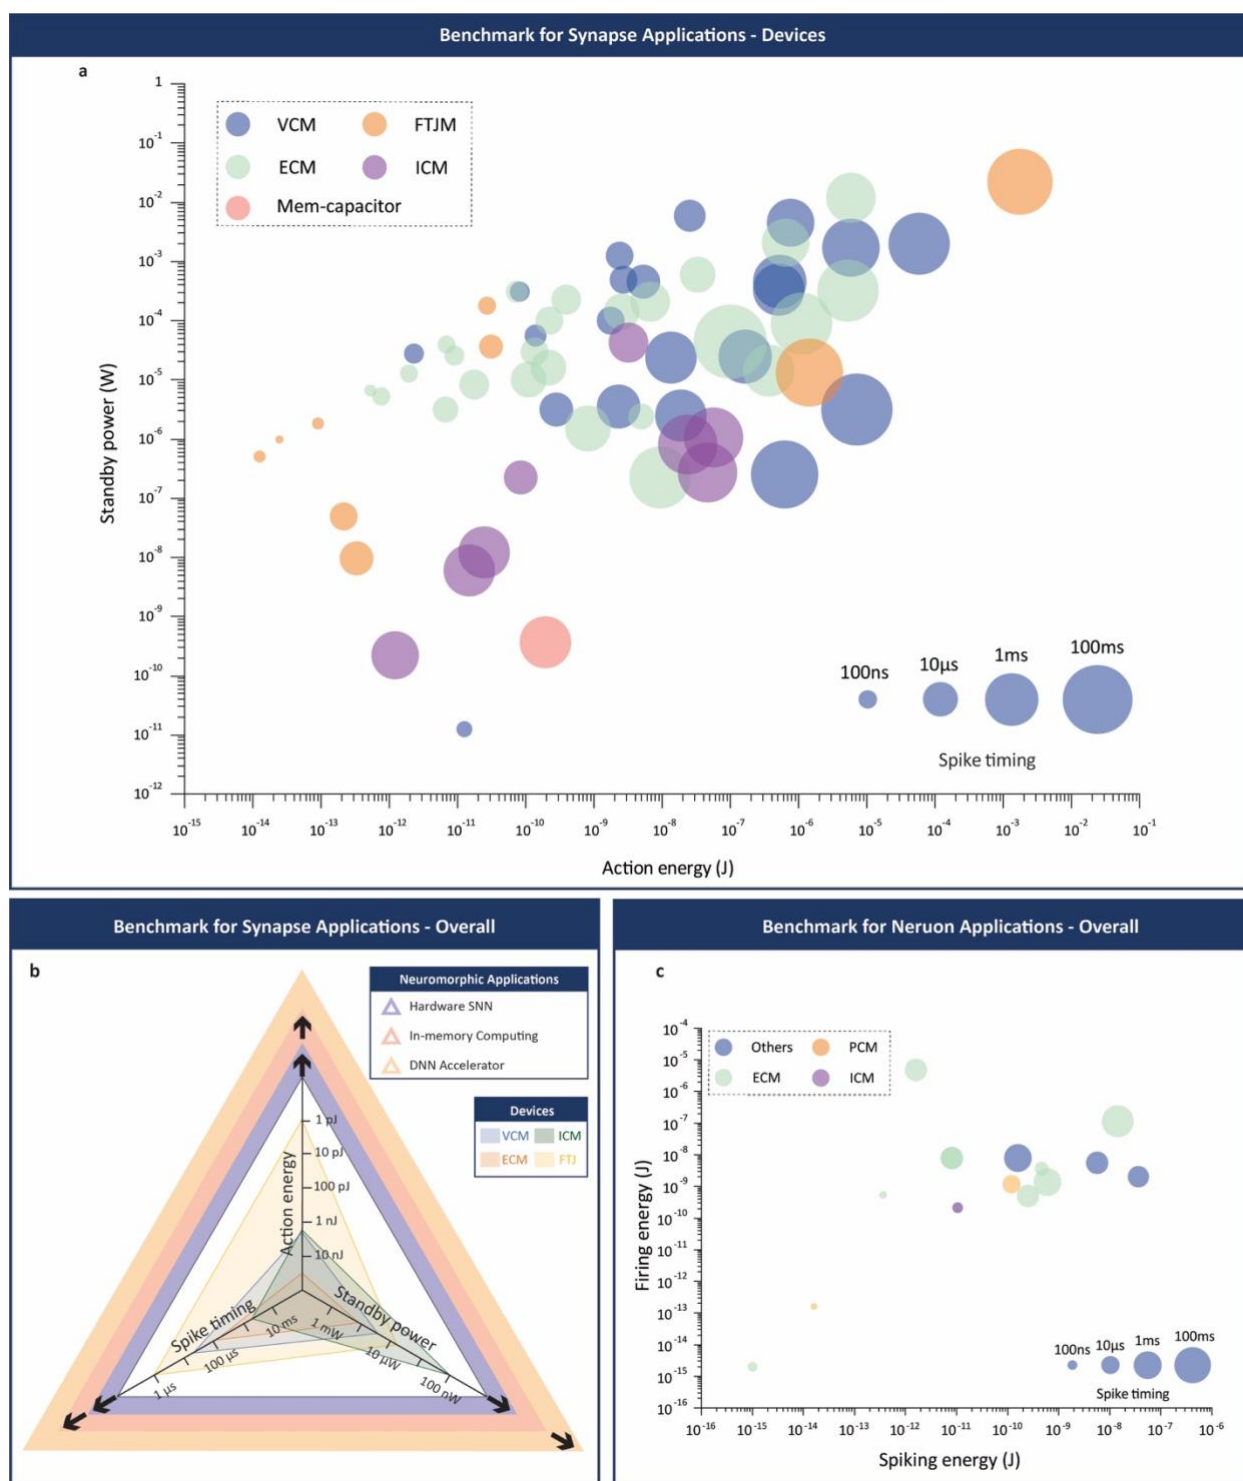 Benchmark for Synapse Applications - Devices
a
VCM FTJM
ECM ICM
Mem-capacitor
Standby power (W)
1
10⁻¹
10⁻²
10⁻³
10⁻⁴
10⁻⁵
10⁻⁶
10⁻⁷
10⁻⁸
10⁻⁹
10⁻¹⁰
10⁻¹¹
10⁻¹²
100ns 10µs 1ms 100ms
Spike timing
10⁻¹⁵ 10⁻¹⁴ 10⁻¹³ 10⁻¹² 10⁻¹¹ 10⁻¹⁰ 10⁻⁹ 10⁻⁸ 10⁻⁷ 10⁻⁶ 10⁻⁵ 10⁻⁴ 10⁻³ 10⁻² 10⁻¹
Action energy (J)
Benchmark for Synapse Applications - Overall
b
Neuromorphic Applications
Hardware SNN
In-memory Computing
DNN Accelerator
Devices
VCM ICM
ECM FTJ
Action energy
1 pJ
10 pJ
100 pJ
1 nJ
10 nJ
Spike timing
10 ms
100 µs
1 µs
Standby power
1 mW
10 µW
100 nW
Benchmark for Neruon Applications - Overall
c
Others PCM
ECM ICM
Firing energy (J)
10⁻⁴
10⁻⁵
10⁻⁶
10⁻⁷
10⁻⁸
10⁻⁹
10⁻¹⁰
10⁻¹¹
10⁻¹²
10⁻¹³
10⁻¹⁴
10⁻¹⁵
10⁻¹⁶
100ns 10µs 1ms 100ms
Spike timing
10⁻¹⁶ 10⁻¹⁵ 10⁻¹⁴ 10⁻¹³ 10⁻¹² 10⁻¹¹ 10⁻¹⁰ 10⁻⁹ 10⁻⁸ 10⁻⁷ 10⁻⁶
Spiking energy (J)